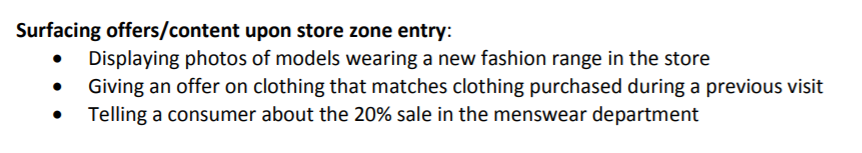 Surfacing offers/content upon store zone entry:
• Displaying photos of models wearing a new fashion range in the store
• Giving an offer on clothing that matches clothing purchased during a previous visit
• Telling a consumer about the 20% sale in the menswear department